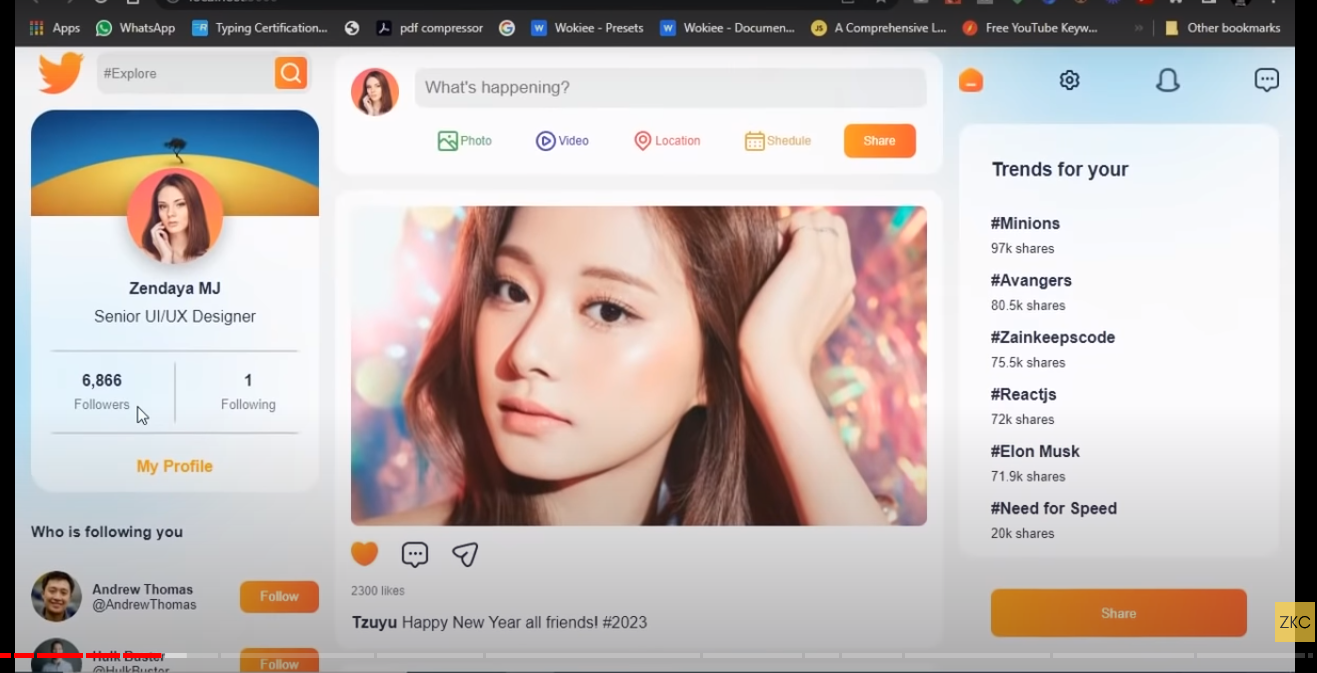 Apps WhatsApp Typing Certification... pdf compressor Wokiee - Presets Wokiee - Documen... A Comprehensive L... Free YouTube Keyw... » Other bookmarks
#Explore
What's happening?
Photo Video Location Shedule Share
Zendaya MJ
Senior UI/UX Designer
6,866 1
Followers Following
My Profile
Who is following you
Andrew Thomas
@AndrewThomas
Follow
Hulk Buster
@HulkBuster
Follow
2300 likes
Tzuyu Happy New Year all friends! #2023
Trends for your
#Minions
97k shares
#Avangers
80.5k shares
#Zainkeepscode
75.5k shares
#Reactjs
72k shares
#Elon Musk
71.9k shares
#Need for Speed
20k shares
Share
ZKC